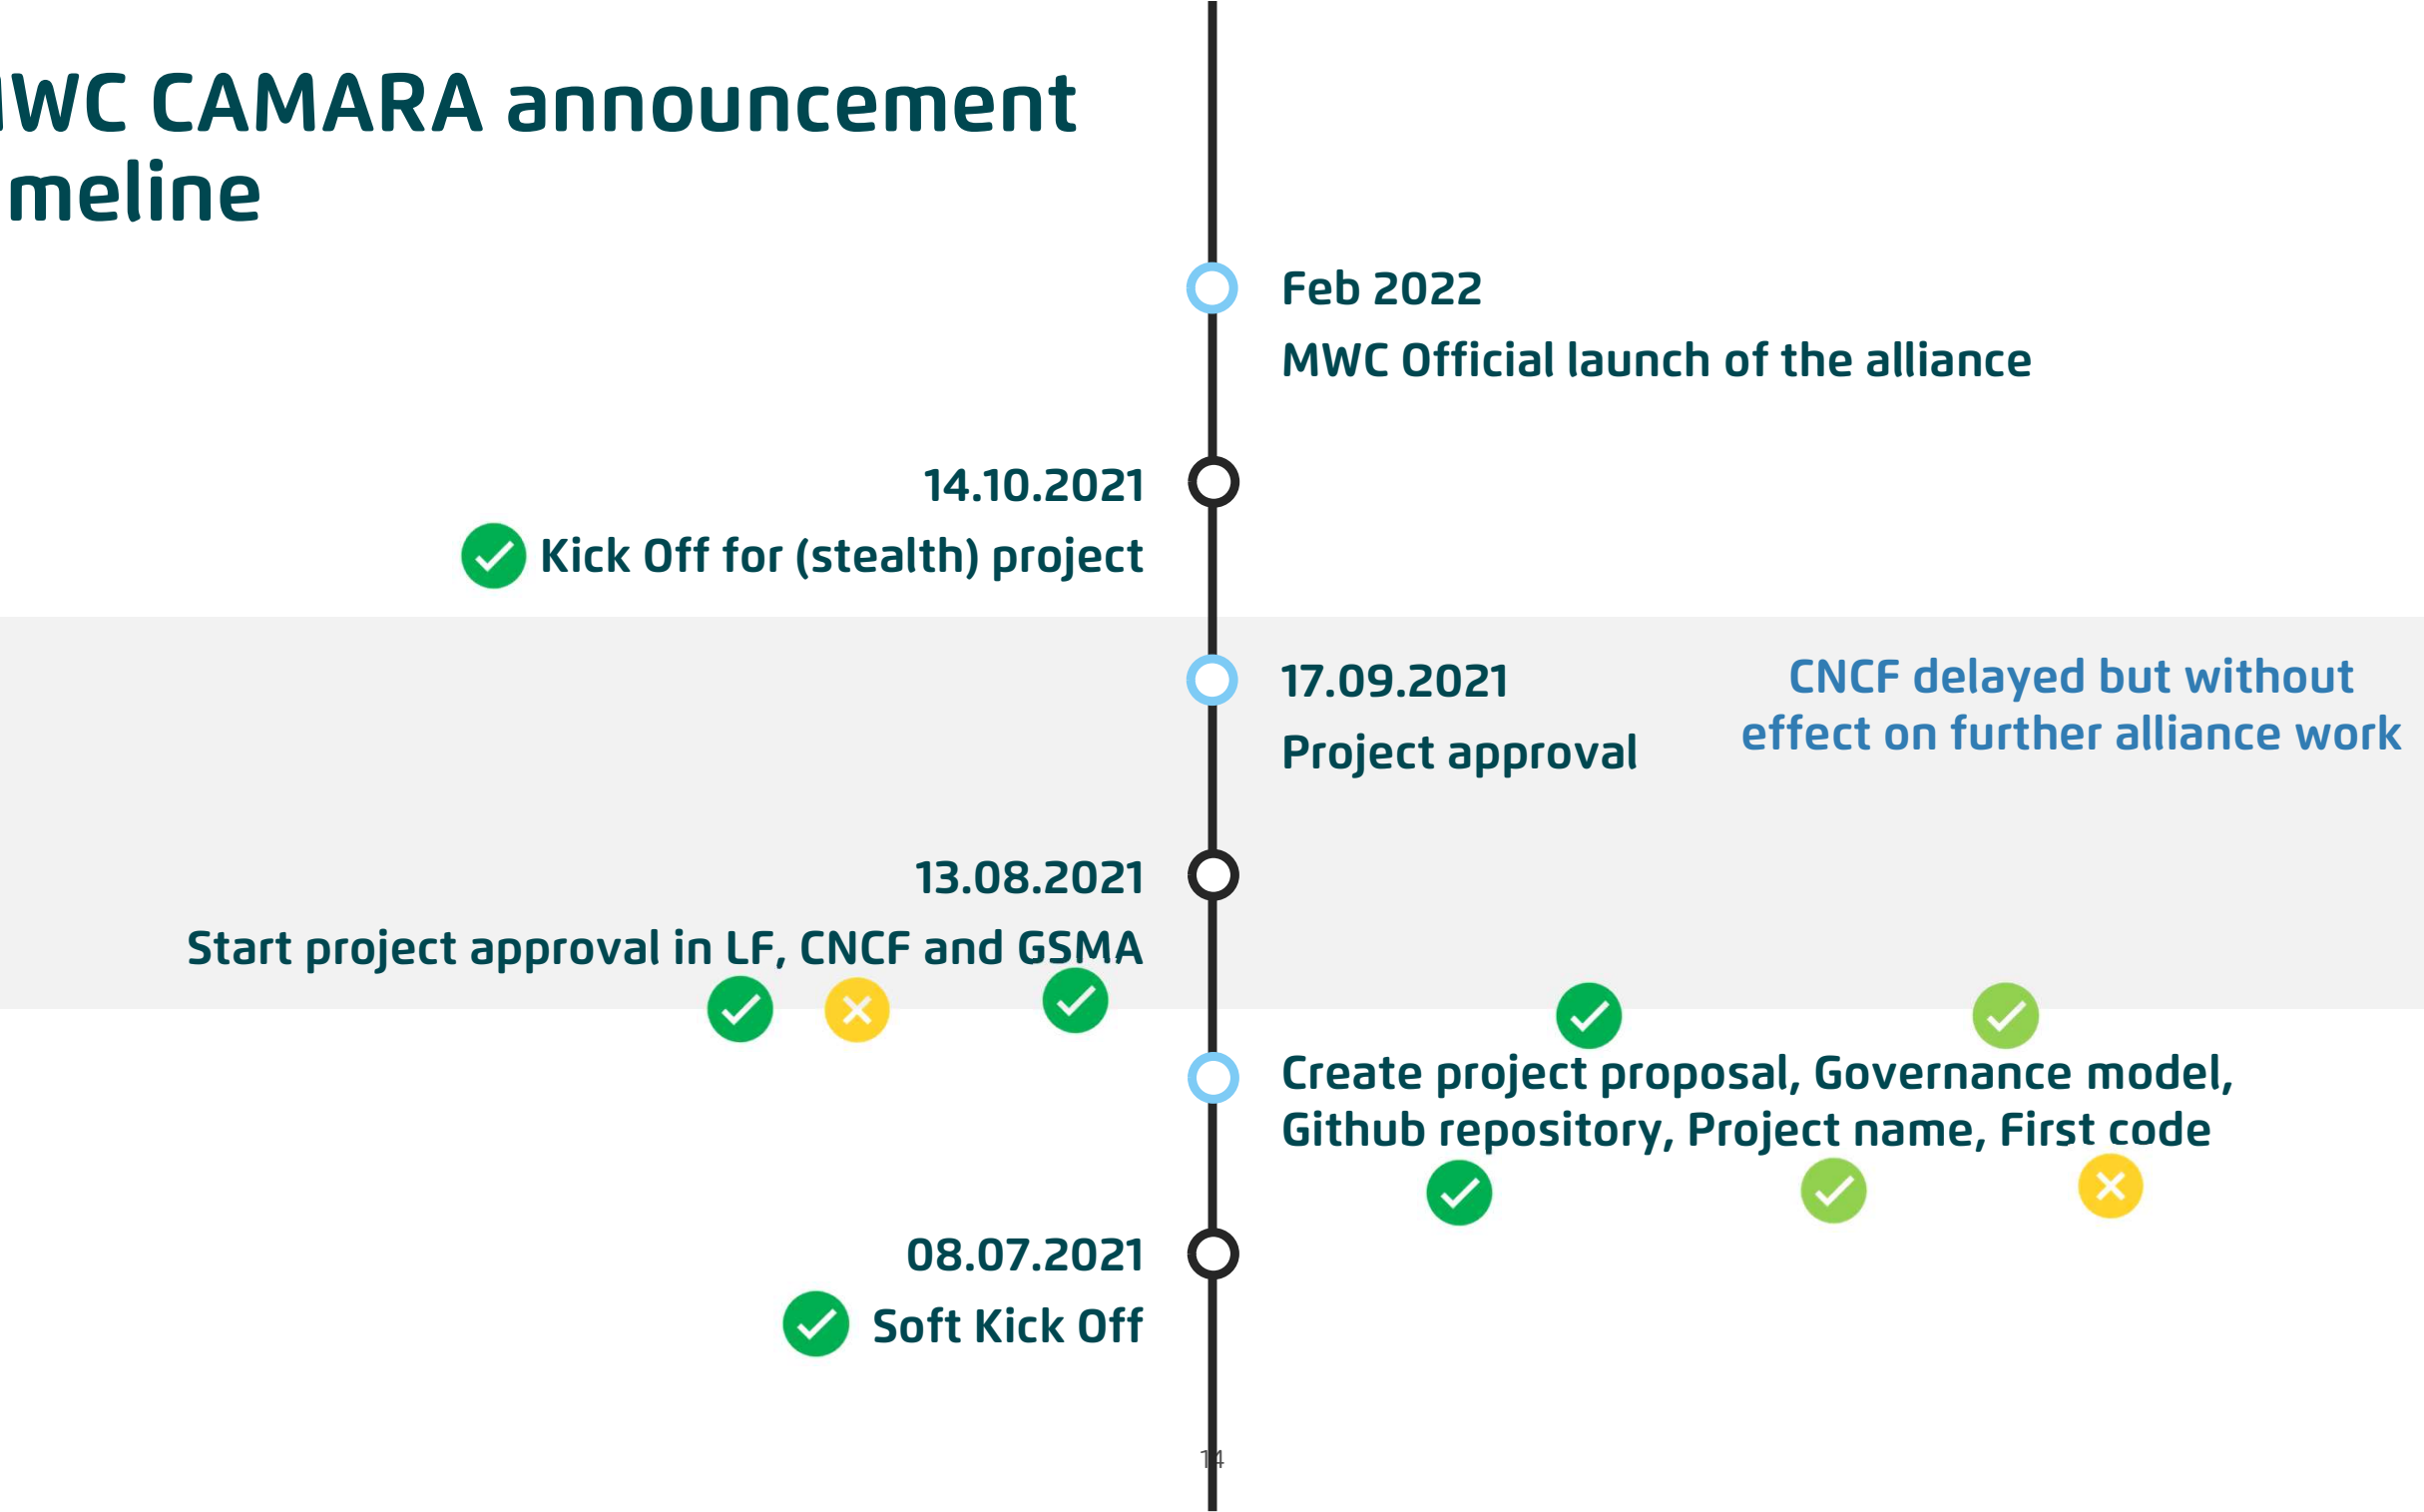 WC CAMARA announcement
meline
Feb 2022
MWC Official launch of the alliance
14.10.2021
Kick Off for (stealth) project
17.09.2021
Project approval
CNCF delayed but without
effect on further alliance work
13.08.2021
Start project approval in LF, CNCF and GSMA
Create project proposal, Governance model,
Github repository, Project name, First code
08.07.2021
Soft Kick Off
14